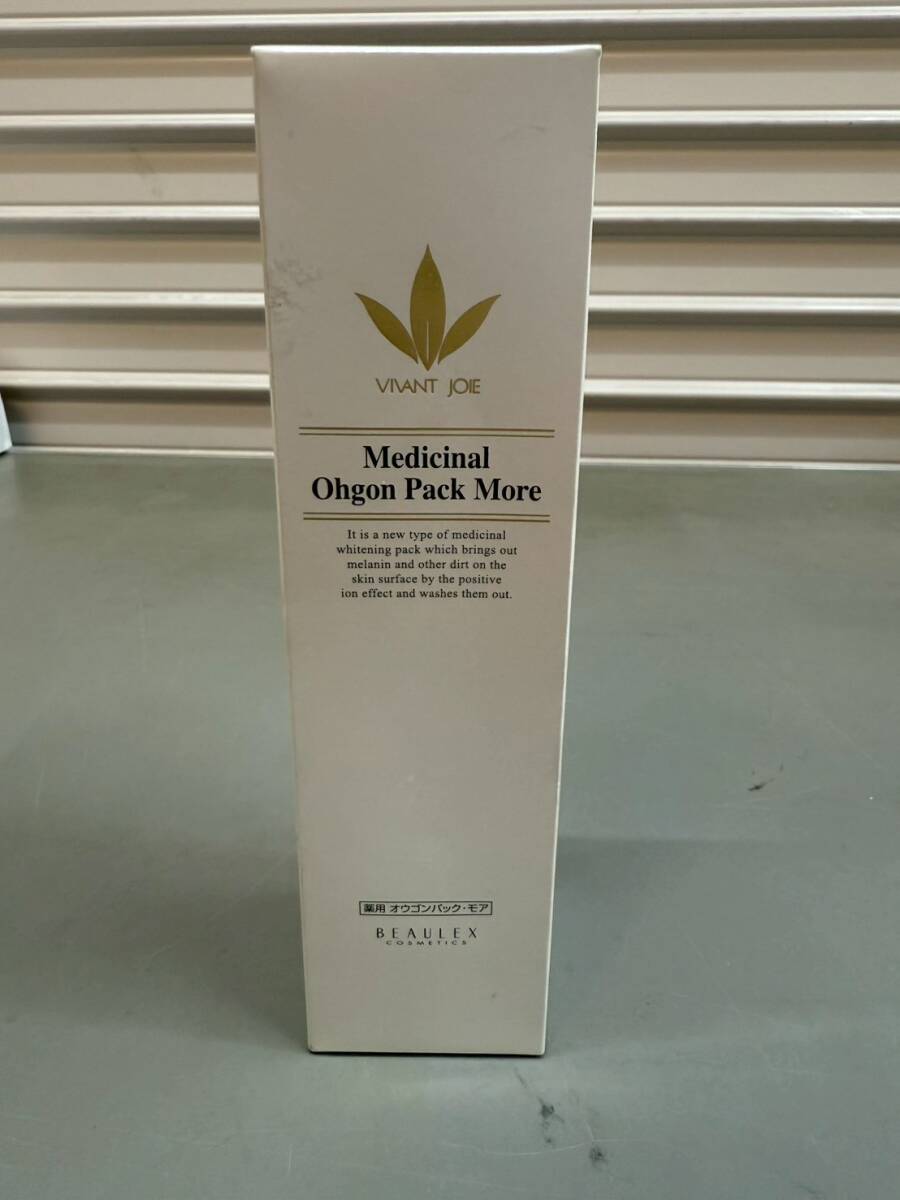 VIVANT JOIE
Medicinal
Ohgon Pack More
It is a new type of medicinal
whitening pack which brings out
melanin and other dirt on the
skin surface by the positive
ion effect and washes them out.
薬用 オウゴンパック・モア
BEAULEX
COSMETICS